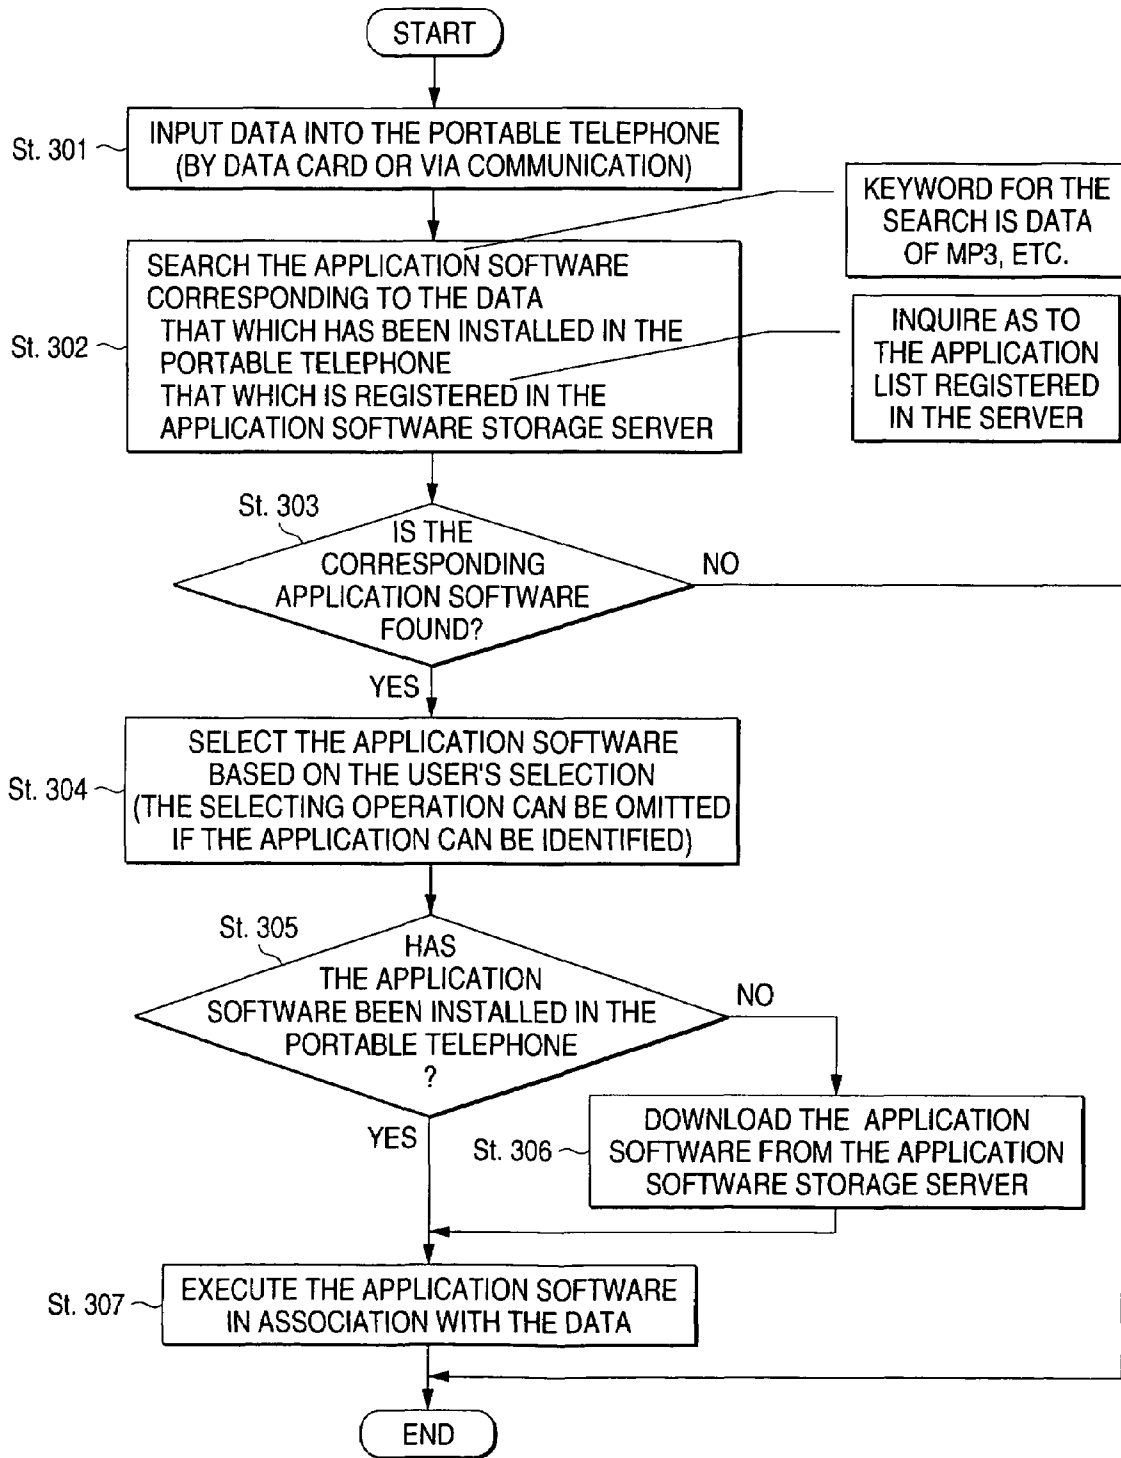 START
St. 301
INPUT DATA INTO THE PORTABLE TELEPHONE
(BY DATA CARD OR VIA COMMUNICATION)
KEYWORD FOR THE
SEARCH IS DATA
OF MP3, ETC.
St. 302
SEARCH THE APPLICATION SOFTWARE
CORRESPONDING TO THE DATA
THAT WHICH HAS BEEN INSTALLED IN THE
PORTABLE TELEPHONE
THAT WHICH IS REGISTERED IN THE
APPLICATION SOFTWARE STORAGE SERVER
INQUIRE AS TO
THE APPLICATION
LIST REGISTERED
IN THE SERVER
St. 303
IS THE
CORRESPONDING
APPLICATION SOFTWARE
FOUND?
NO
YES
St. 304
SELECT THE APPLICATION SOFTWARE
BASED ON THE USER'S SELECTION
(THE SELECTING OPERATION CAN BE OMITTED
IF THE APPLICATION CAN BE IDENTIFIED)
St. 305
HAS
THE APPLICATION
SOFTWARE BEEN INSTALLED IN THE
PORTABLE TELEPHONE
?
NO
YES
St. 306
DOWNLOAD THE APPLICATION
SOFTWARE FROM THE APPLICATION
SOFTWARE STORAGE SERVER
St. 307
EXECUTE THE APPLICATION SOFTWARE
IN ASSOCIATION WITH THE DATA
END